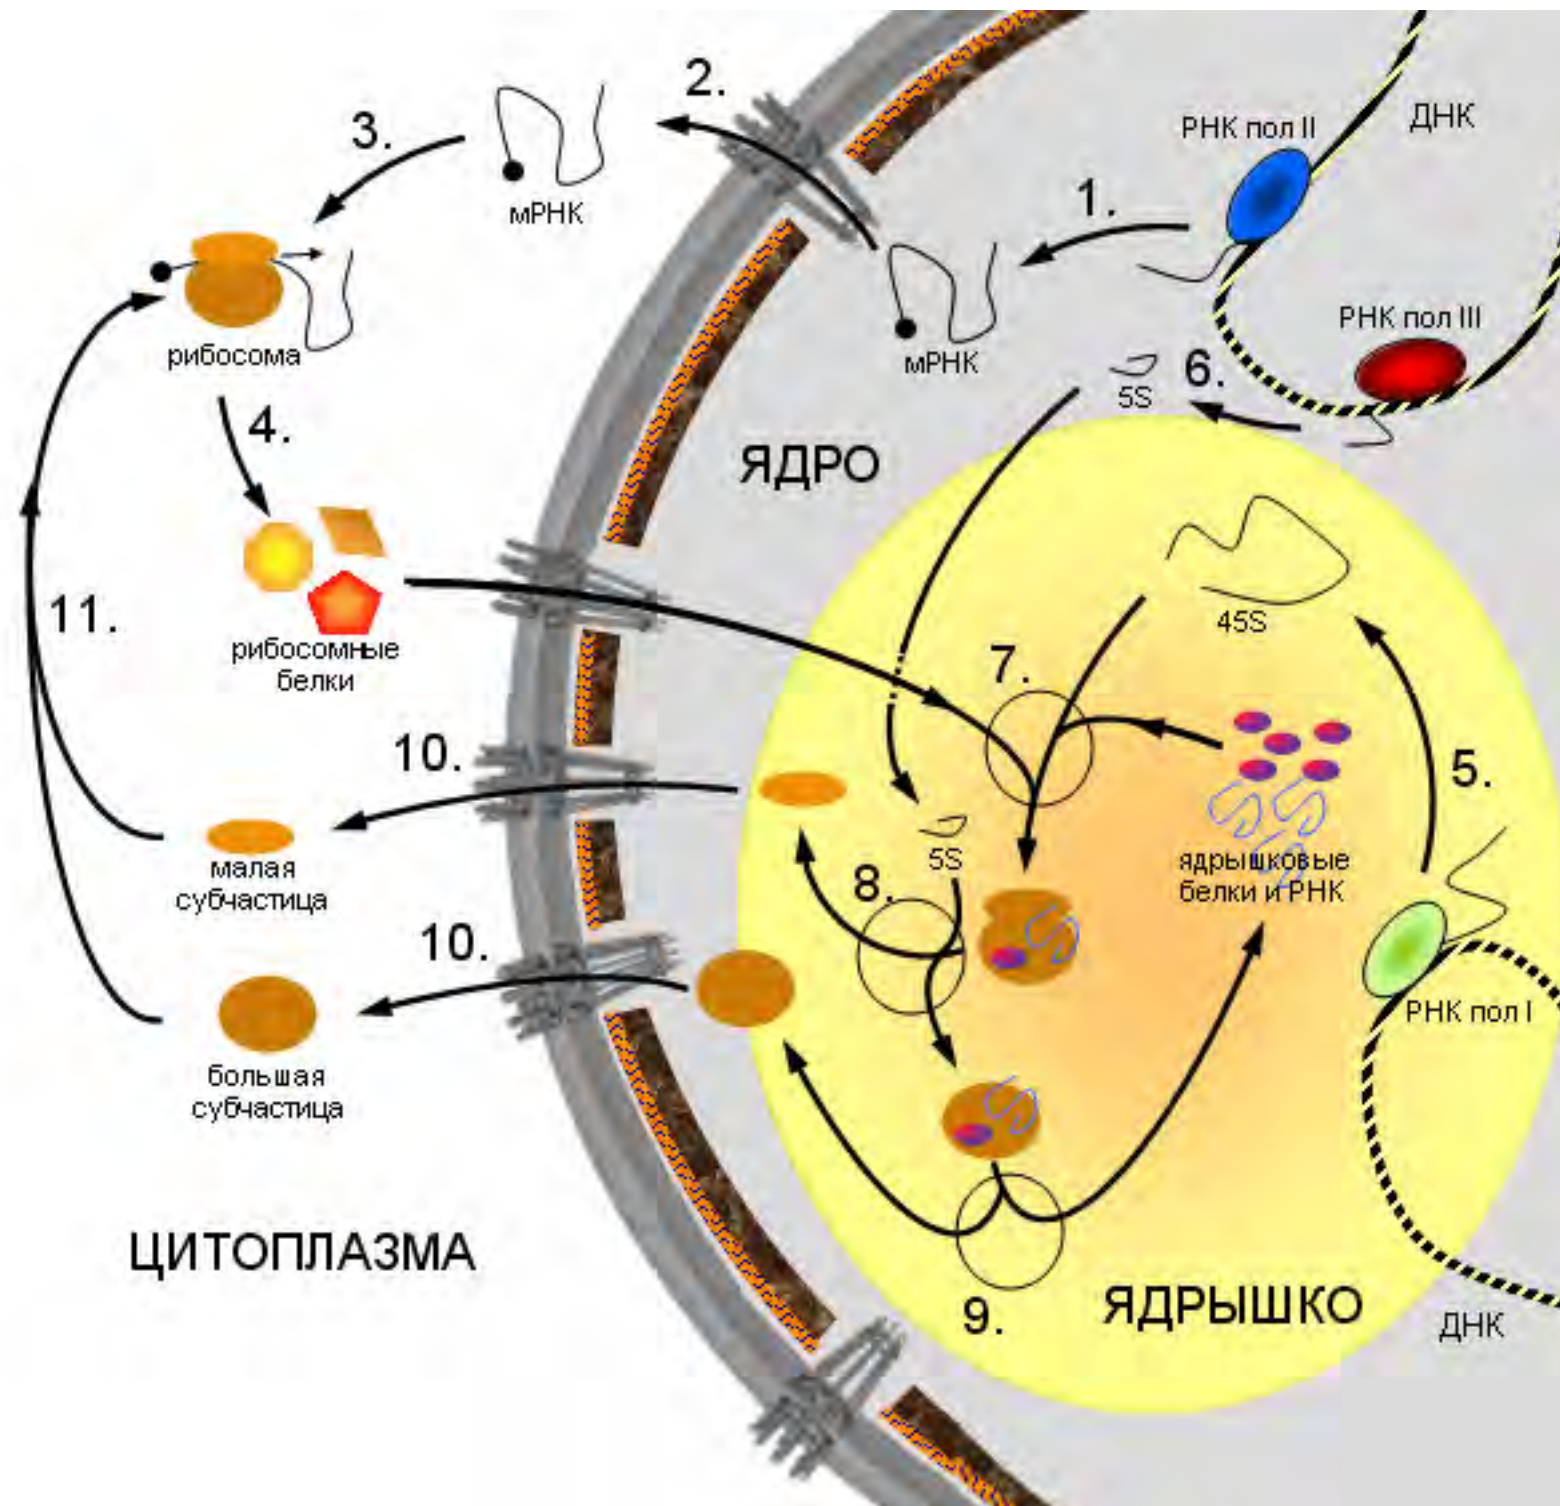 2.
ДНК
РНК пол II
3.
1.
мРНК
мРНК
РНК пол III
рибосома
6.
5S
4.
ЯДРО
45S
11.
рибосомные
белки
7.
10.
5.
малая
субчастица
5S
8.
ядрышковые
белки и РНК
10.
РНК пол I
большая
субчастица
ЦИТОПЛАЗМА
9.
ЯДРЫШКО
ДНК